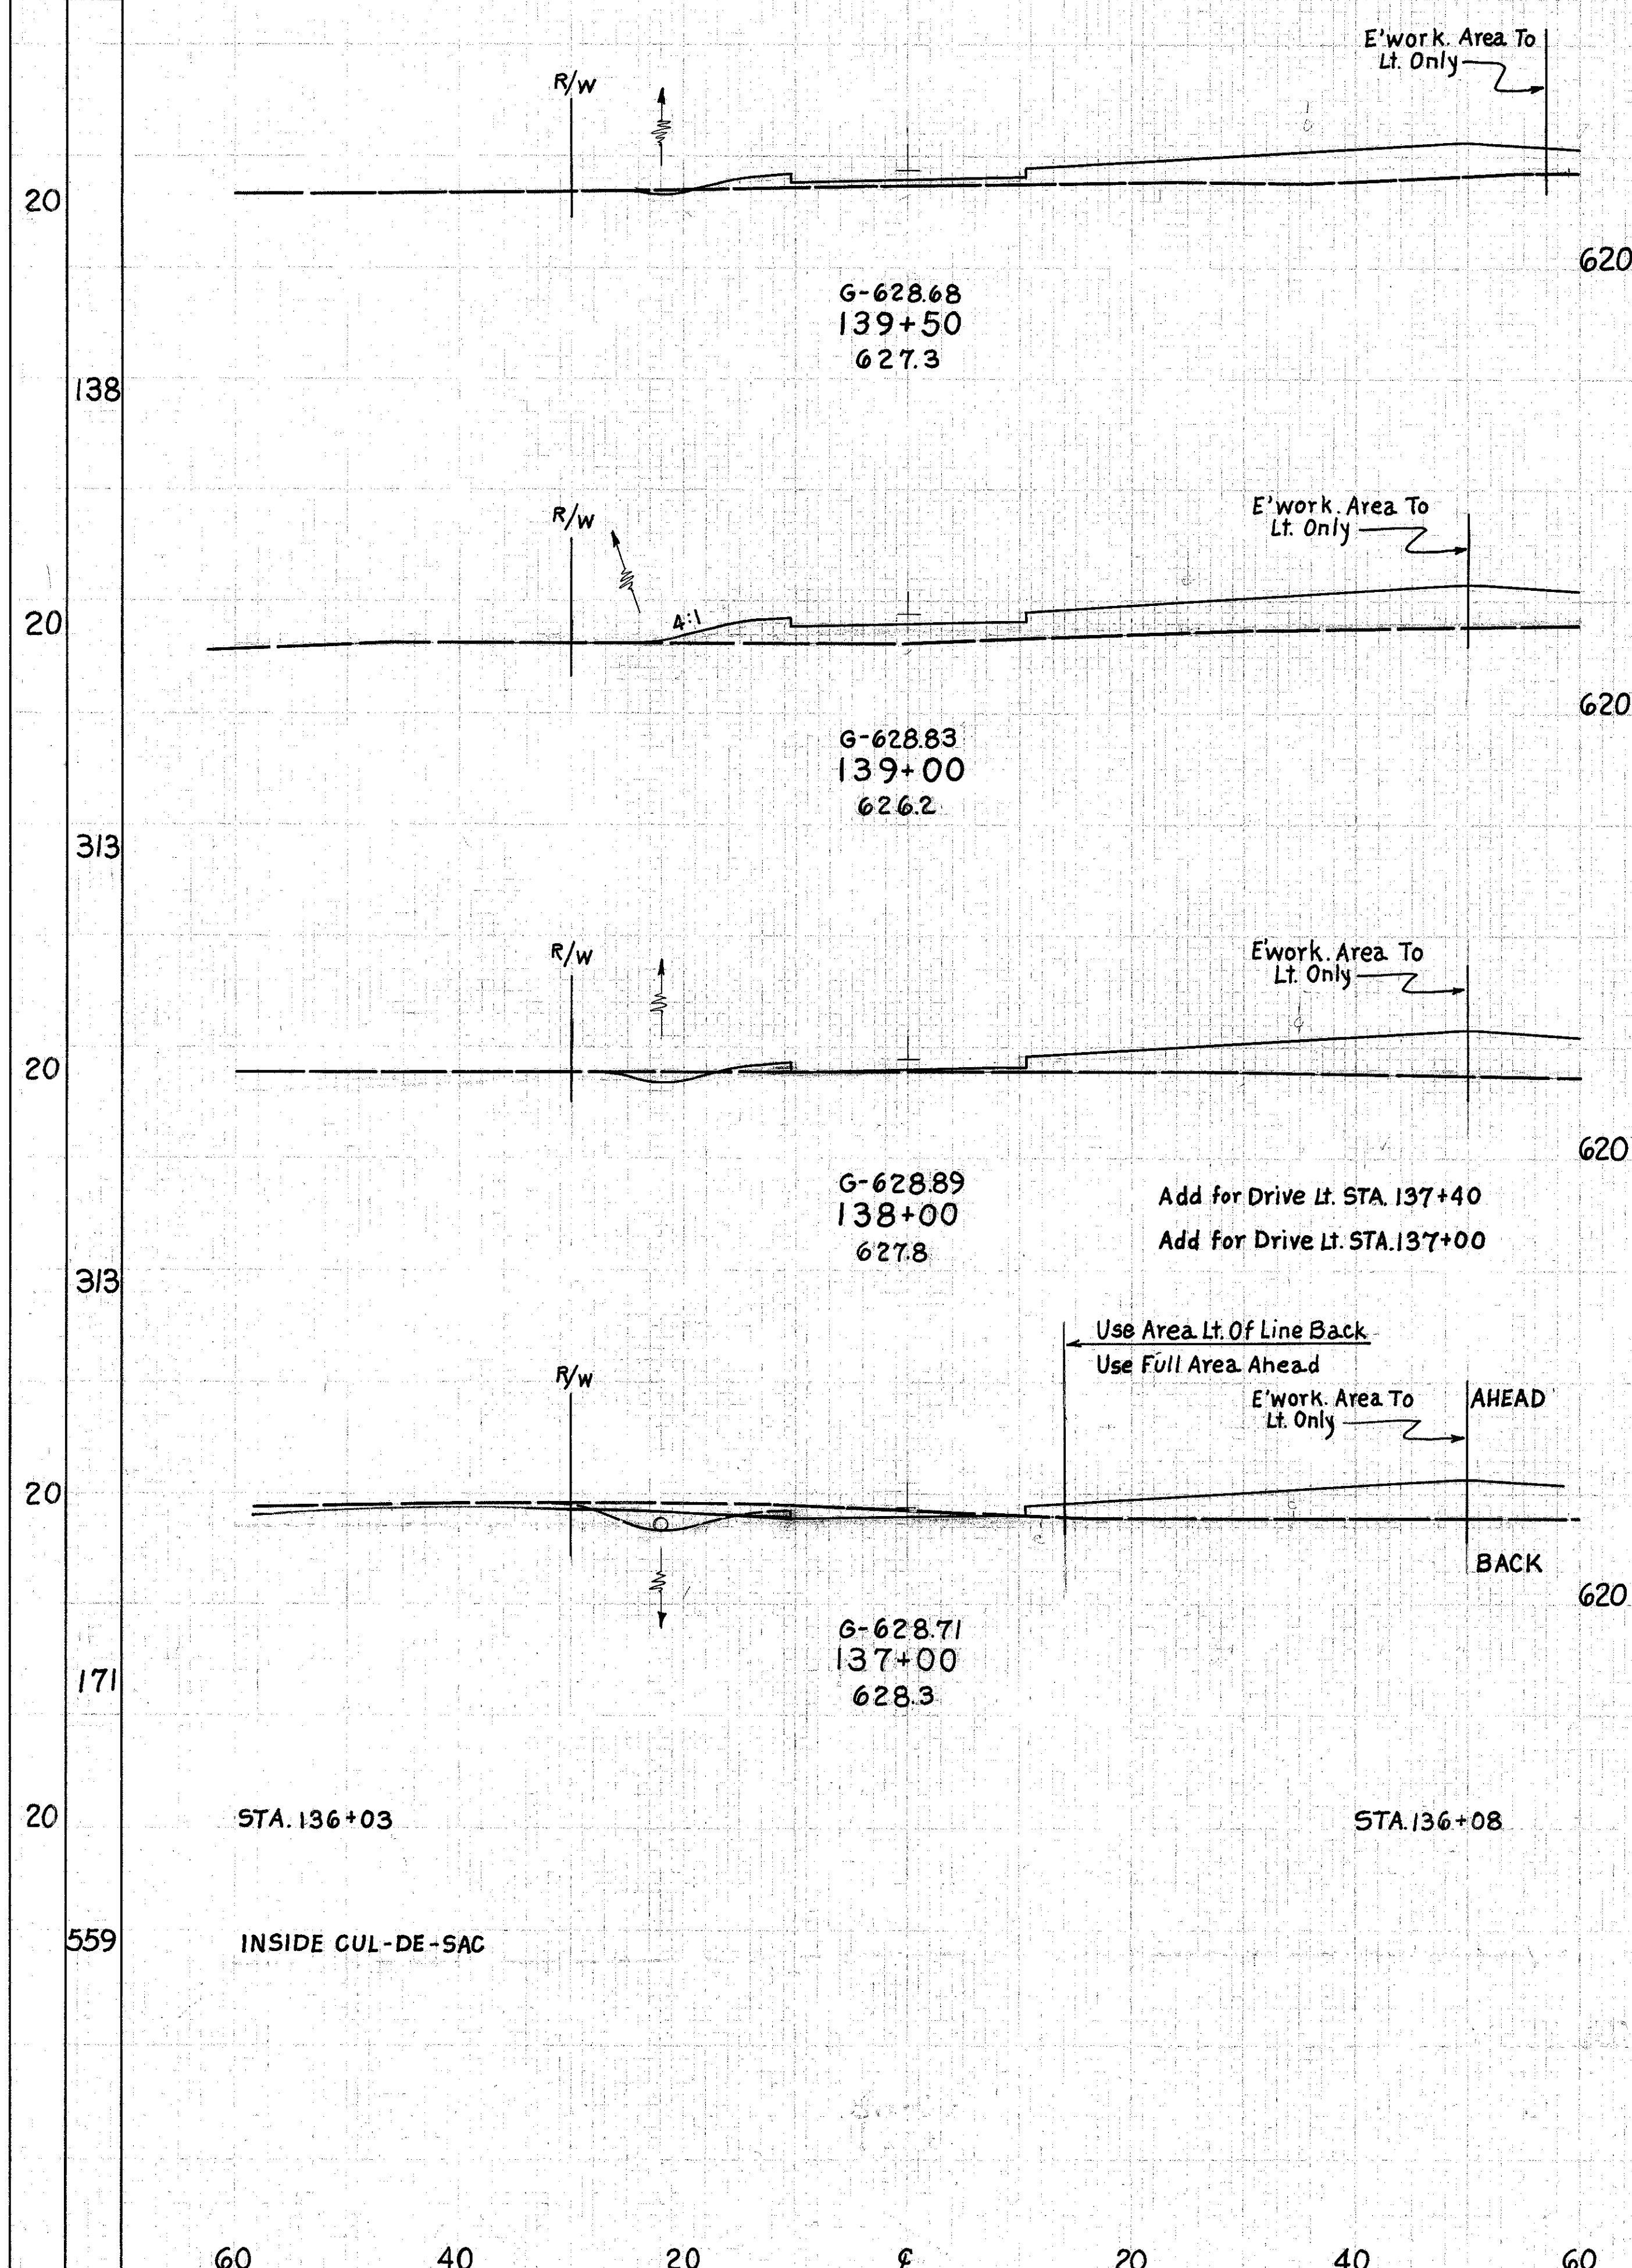 E'work. Area To
Lt. Only
R/W
20
620
G-628.68
139+50
627.3
138
E'work. Area To
Lt. Only
R/W
4:1
20
620
G-628.83
139+00
626.2
313
R/W
E'work. Area To
Lt. Only
20
620
G-628.89
138+00
627.8
Add for Drive Lt. STA. 137+40
Add for Drive Lt. STA. 137+00
313
Use Area Lt. Of Line Back
Use Full Area Ahead
R/W
E'work. Area To
Lt. Only
AHEAD
20
BACK
620
G-628.71
137+00
628.3
171
20
STA. 136+03
STA. 136+08
559
INSIDE CUL-DE-SAC
60 40 20 ℄ 20 40 60